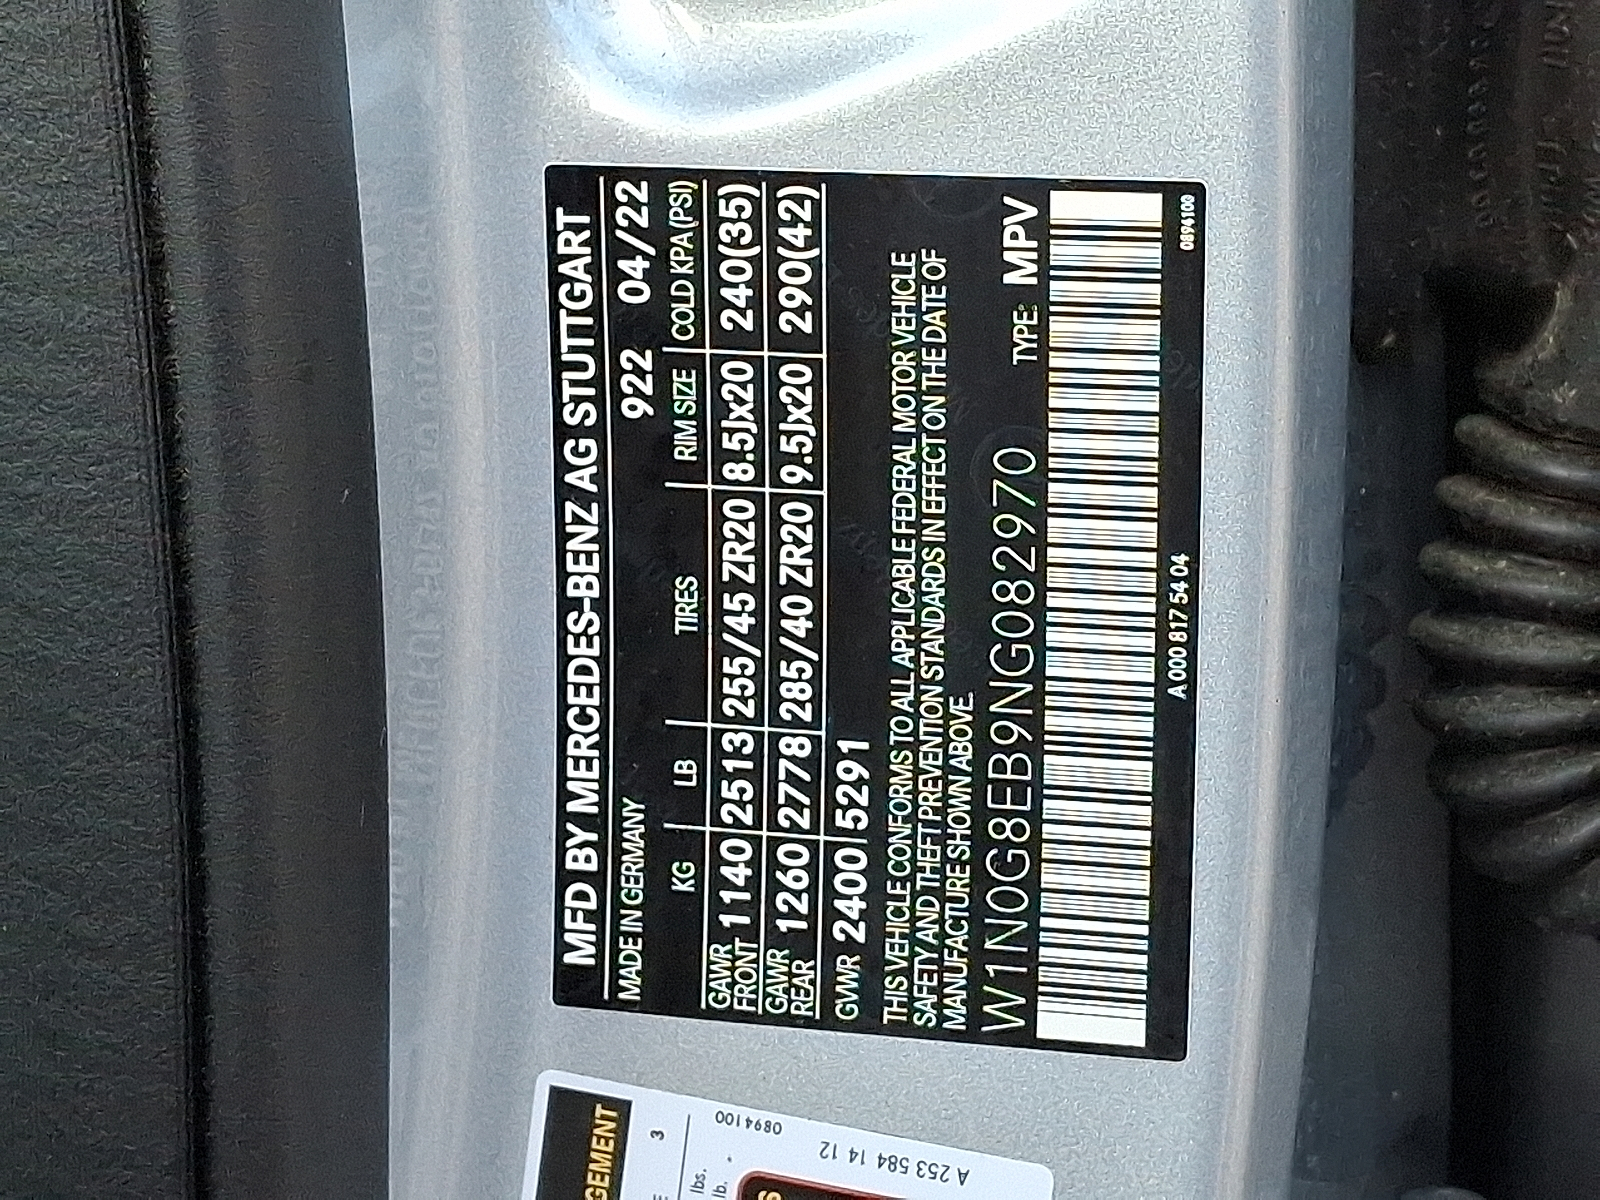 MFD BY MERCEDES-BENZ AG STUTTGART
MADE IN GERMANY 922 04/22
KG LB TIRES RIM SIZE COLD KPA(PSI)
GAWR FRONT 1140 2513 255/45 ZR20 8.5Jx20 240(35)
GAWR REAR 1260 2778 285/40 ZR20 9.5Jx20 290(42)
GVWR 2400 5291
THIS VEHICLE CONFORMS TO ALL APPLICABLE FEDERAL MOTOR VEHICLE
SAFETY AND THEFT PREVENTION STANDARDS IN EFFECT ON THE DATE OF
MANUFACTURE SHOWN ABOVE.
W1N0G8EB9NG082970 TYPE: MPV
A 000 817 54 04 0894100
GEMENT
3
lbs.
lb.
0894100
A 253 584 14 12